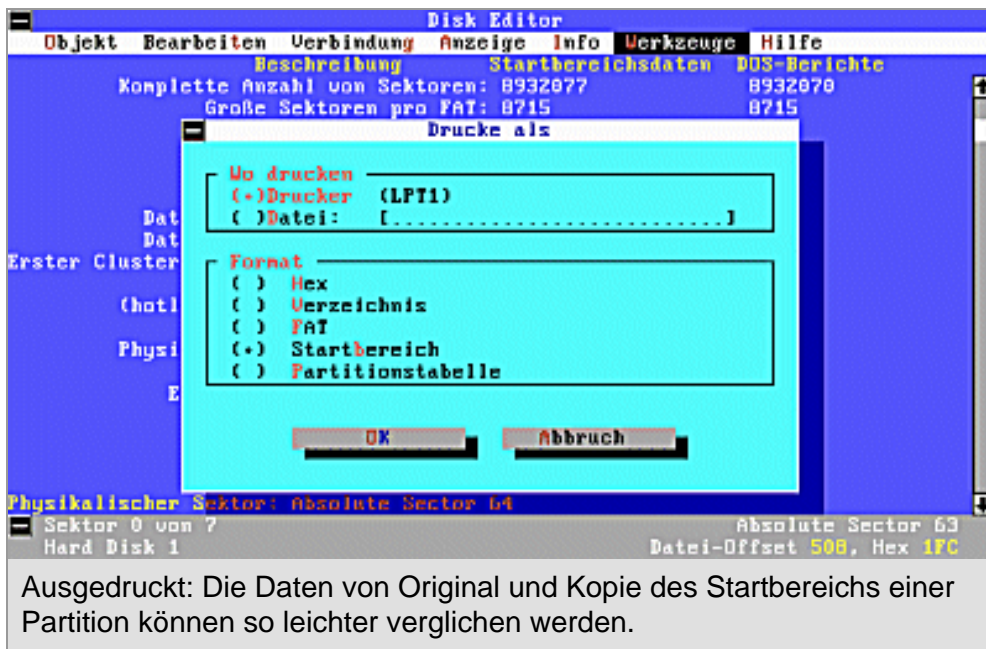 Disk Editor
Objekt Bearbeiten Verbindung Anzeige Info Werkzeuge Hilfe
Beschreibung Startbereichsdaten DOS-Berichte
Komplette Anzahl von Sektoren: 8932077 8932070
Große Sektoren pro FAT: 8715 8715
Drucke als
Wo drucken
(•)Drucker (LPT1)
( )Datei: [............................]
Dat
Dat
Erster Cluster
Format
( ) Hex
( ) Verzeichnis
(hotl
( ) FAT
Physi
(•) Startbereich
( ) Partitionstabelle
E
OK Abbruch
Physikalischer Sektor: Absolute Sector 64
Sektor 0 von 7 Absolute Sector 63
Hard Disk 1 Datei-Offset 508, Hex 1FC
Ausgedruckt: Die Daten von Original und Kopie des Startbereichs einer
Partition können so leichter verglichen werden.